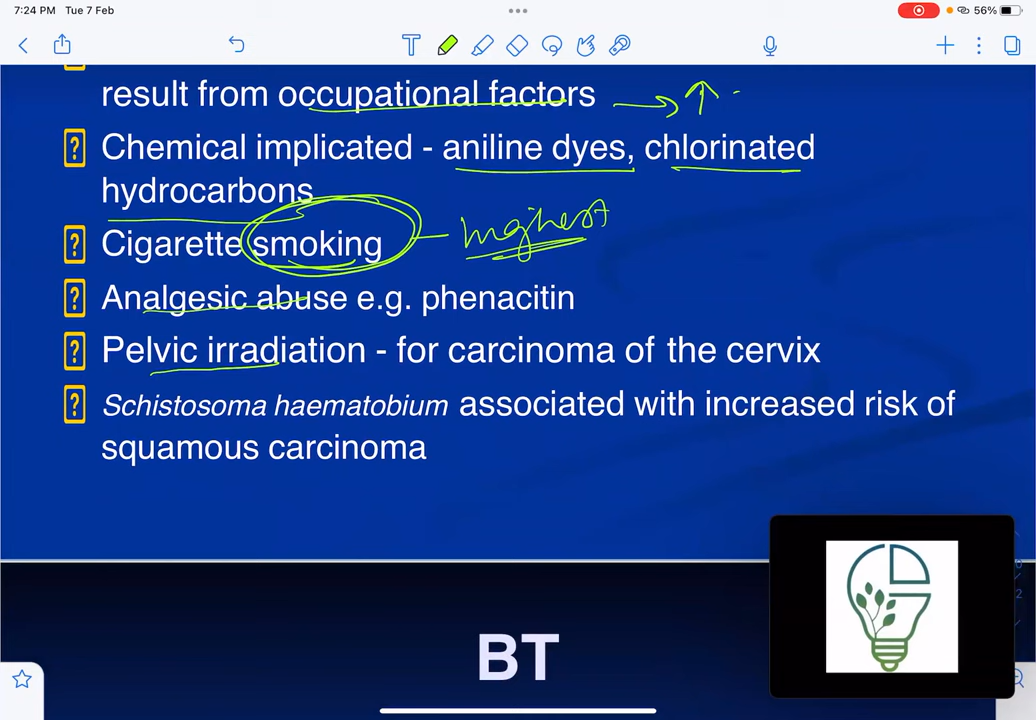 7:24 PM Tue 7 Feb
56%
result from occupational factors
Chemical implicated - aniline dyes, chlorinated
hydrocarbons
Cigarette smoking highest
Analgesic abuse e.g. phenacitin
Pelvic irradiation - for carcinoma of the cervix
Schistosoma haematobium associated with increased risk of
squamous carcinoma
BT